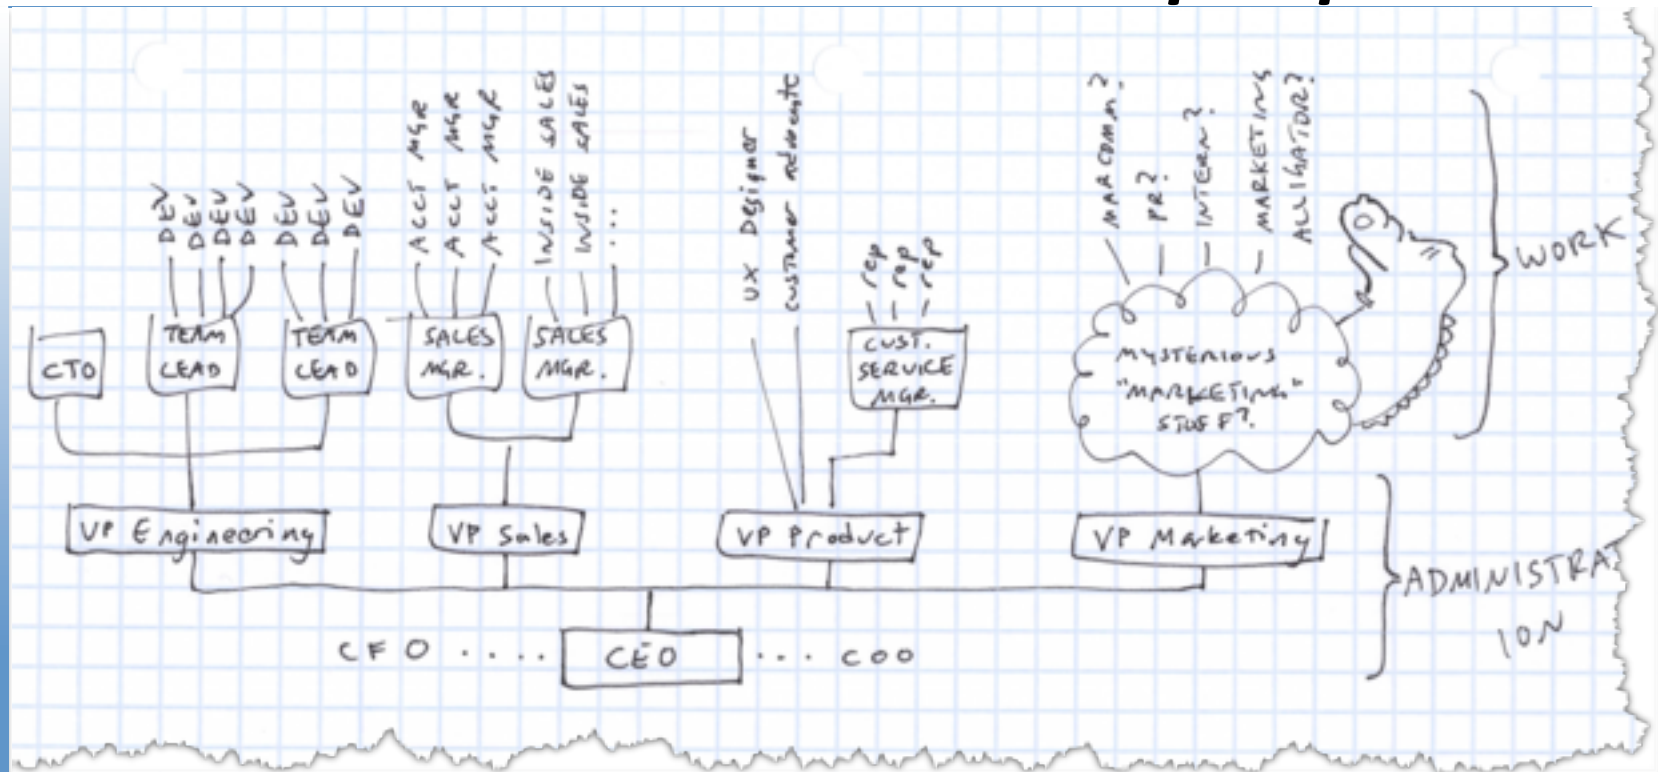 DEV
DEV
DEV
DEV
DEV
DEV
DEV
ACCT MGR
ACCT MGR
ACCT MGR
INSIDE SALES
INSIDE SALES
...
UX Designer
customer advocate
rep
rep
rep
MARCOMM?
PR?
INTERN?
MARKETING
ALLIGATOR?
WORK
CTO
TEAM
LEAD
TEAM
LEAD
SALES
MGR.
SALES
MGR.
CUST.
SERVICE
MGR.
MYSTERIOUS
"MARKETING"
STUFF?
VP Engineering
VP Sales
VP Product
VP Marketing
ADMINISTRAT
ION
CFO ..... CEO ... COO